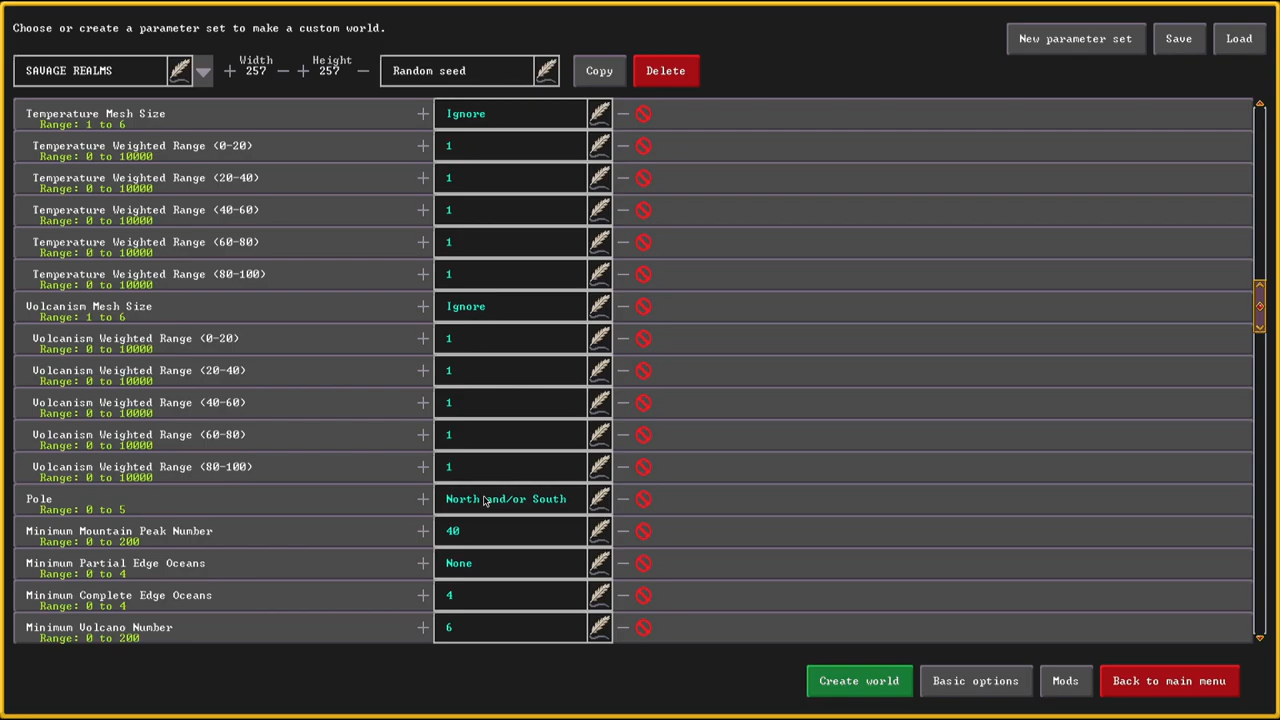 Choose or create a parameter set to make a custom world.
New parameter set
Save
Load
SAVAGE REALMS
Width
257
Height
257
Random seed
Copy
Delete
Temperature Mesh Size
Range: 1 to 6
Ignore
Temperature Weighted Range (0-20)
Range: 0 to 10000
1
Temperature Weighted Range (20-40)
Range: 0 to 10000
1
Temperature Weighted Range (40-60)
Range: 0 to 10000
1
Temperature Weighted Range (60-80)
Range: 0 to 10000
1
Temperature Weighted Range (80-100)
Range: 0 to 10000
1
Volcanism Mesh Size
Range: 1 to 6
Ignore
Volcanism Weighted Range (0-20)
Range: 0 to 10000
1
Volcanism Weighted Range (20-40)
Range: 0 to 10000
1
Volcanism Weighted Range (40-60)
Range: 0 to 10000
1
Volcanism Weighted Range (60-80)
Range: 0 to 10000
1
Volcanism Weighted Range (80-100)
Range: 0 to 10000
1
Pole
Range: 0 to 5
North and/or South
Minimum Mountain Peak Number
Range: 0 to 200
40
Minimum Partial Edge Oceans
Range: 0 to 4
None
Minimum Complete Edge Oceans
Range: 0 to 4
4
Minimum Volcano Number
Range: 0 to 200
6
Create world
Basic options
Mods
Back to main menu